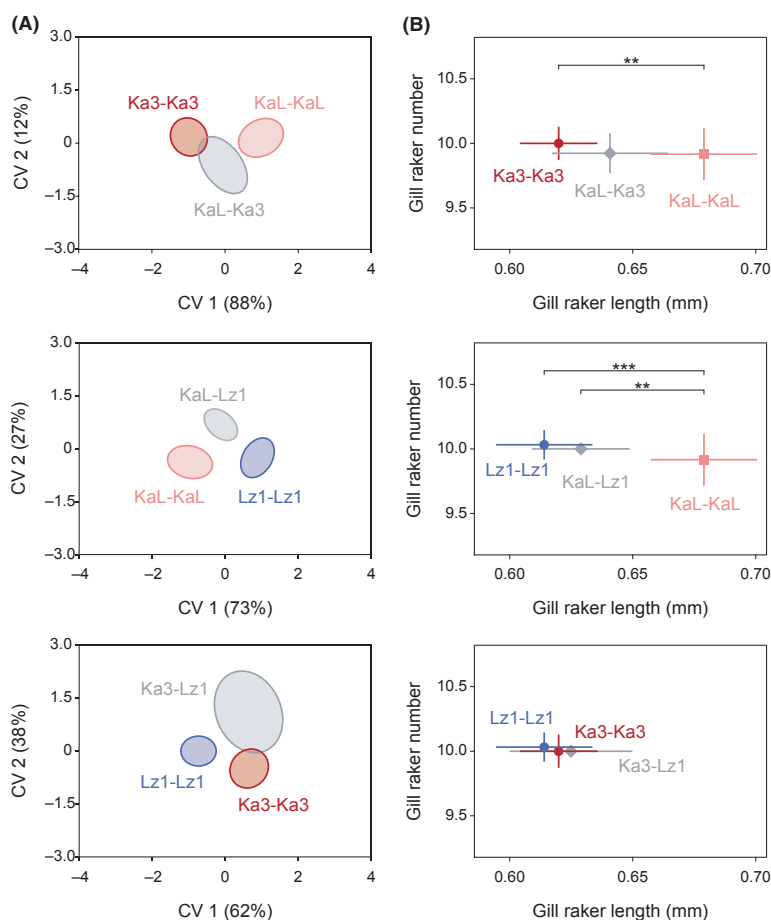 (A)
3.0
1.5
0
–1.5
–3.0
CV 2 (12%)
Ka3-Ka3
KaL-KaL
KaL-Ka3
–4
–2
0
2
4
CV 1 (88%)
(B)
10.5
10.0
9.5
Gill raker number
**
Ka3-Ka3
KaL-Ka3
KaL-KaL
0.60
0.65
0.70
Gill raker length (mm)
3.0
1.5
0
–1.5
–3.0
CV 2 (27%)
KaL-Lz1
KaL-KaL
Lz1-Lz1
–4
–2
0
2
4
CV 1 (73%)
10.5
10.0
9.5
Gill raker number
***
**
Lz1-Lz1
KaL-Lz1
KaL-KaL
0.60
0.65
0.70
Gill raker length (mm)
3.0
1.5
0
–1.5
–3.0
CV 2 (38%)
Ka3-Lz1
Lz1-Lz1
Ka3-Ka3
–4
–2
0
2
4
CV 1 (62%)
10.5
10.0
9.5
Gill raker number
Lz1-Lz1
Ka3-Ka3
Ka3-Lz1
0.60
0.65
0.70
Gill raker length (mm)